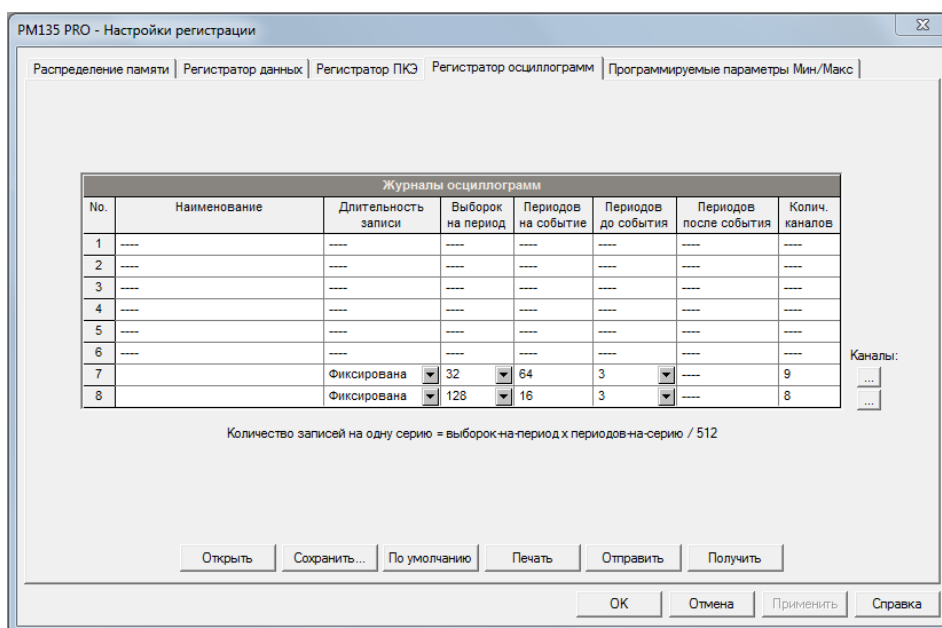 PM135 PRO - Настройки регистрации
Распределение памяти Регистратор данных Регистратор ПКЭ Регистратор осциллограмм Программируемые параметры Мин/Макс
Журналы осциллограмм
No. Наименование Длительность записи Выборок на период Периодов на событие Периодов до события Периодов после события Колич. каналов
1 ---- ---- ---- ---- ---- ---- ----
2 ---- ---- ---- ---- ---- ---- ----
3 ---- ---- ---- ---- ---- ---- ----
4 ---- ---- ---- ---- ---- ---- ----
5 ---- ---- ---- ---- ---- ---- ----
6 ---- ---- ---- ---- ---- ---- ----
Каналы:
7 Фиксирована 32 64 3 ---- 9 ...
8 Фиксирована 128 16 3 ---- 8 ...
Количество записей на одну серию = выборок-на-период x периодов-на-серию / 512
Открыть Сохранить... По умолчанию Печать Отправить Получить
OK Отмена Применить Справка